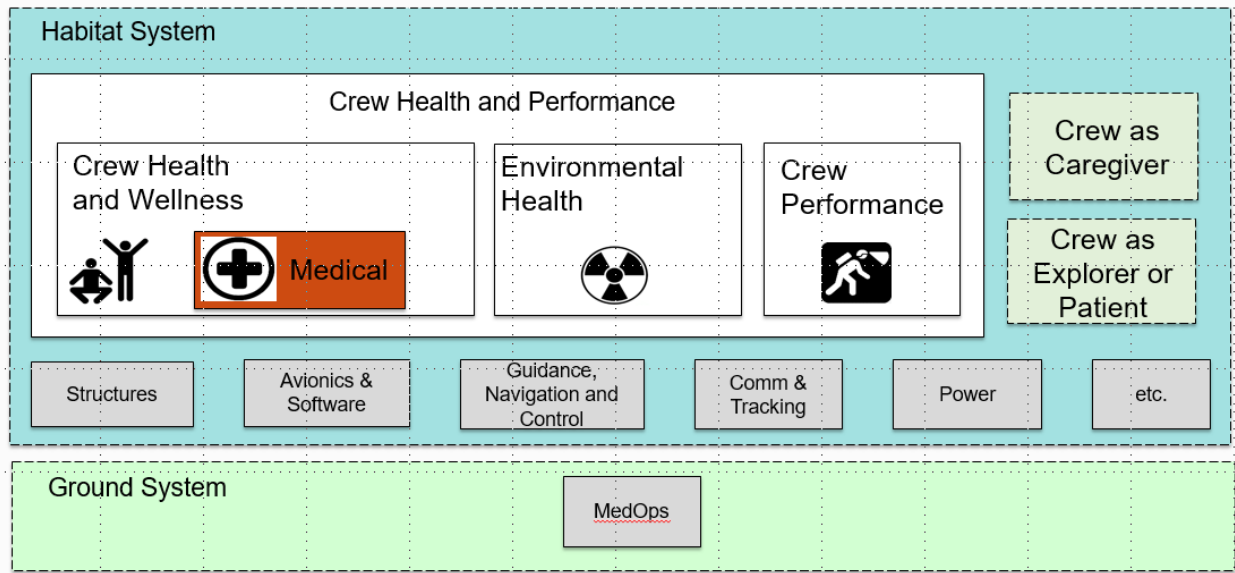 Habitat System
Crew Health and Performance
Crew Health
and Wellness
Medical
Environmental
Health
Crew
Performance
Crew as
Caregiver
Crew as
Explorer or
Patient
Structures
Avionics &
Software
Guidance,
Navigation and
Control
Comm &
Tracking
Power
etc.
Ground System
MedOps